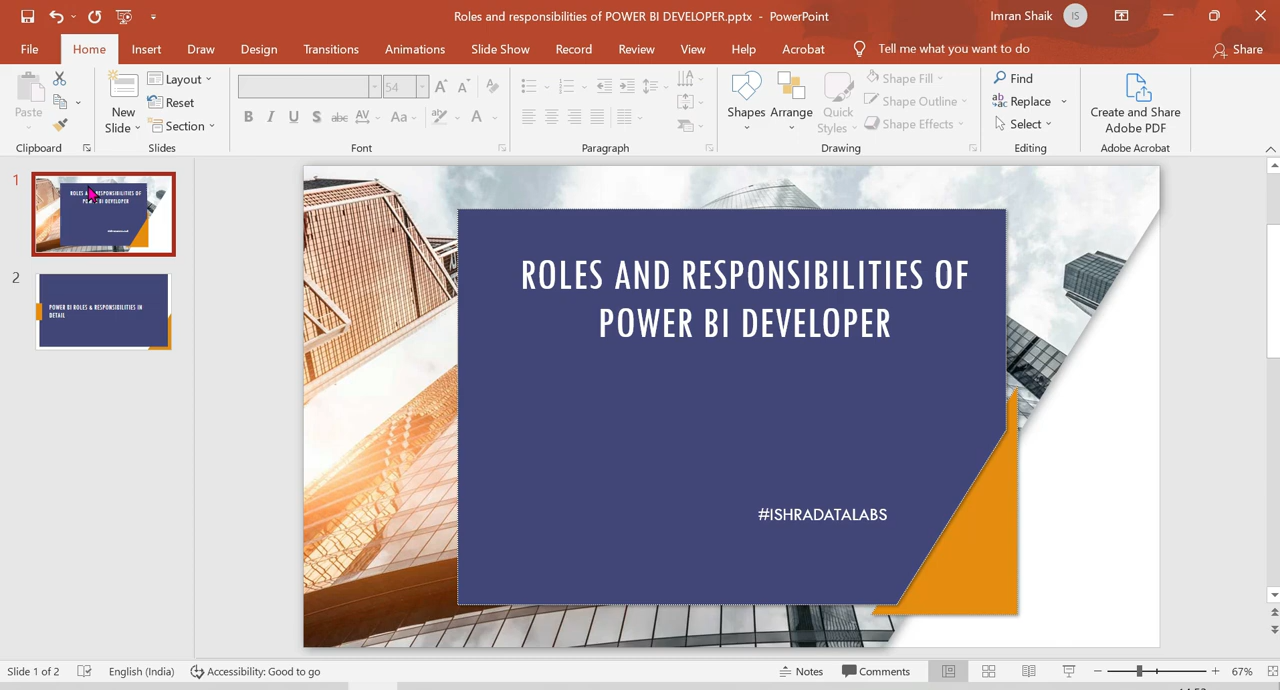 Roles and responsibilities of POWER BI DEVELOPER.pptx - PowerPoint
Imran Shaik IS
File Home Insert Draw Design Transitions Animations Slide Show Record Review View Help Acrobat Tell me what you want to do Share
Paste
Clipboard
New Slide
Layout
Reset
Section
Slides
54
B I U S abc AV Aa A
Font
Paragraph
Shapes Arrange Quick Styles
Shape Fill
Shape Outline
Shape Effects
Drawing
Find
Replace
Select
Editing
Create and Share
Adobe PDF
Adobe Acrobat
1
2
POWER BI ROLES & RESPONSIBILITIES IN
DETAIL
ROLES AND RESPONSIBILITIES OF
POWER BI DEVELOPER
#ISHRADATALABS
Slide 1 of 2 English (India) Accessibility: Good to go Notes Comments 67%